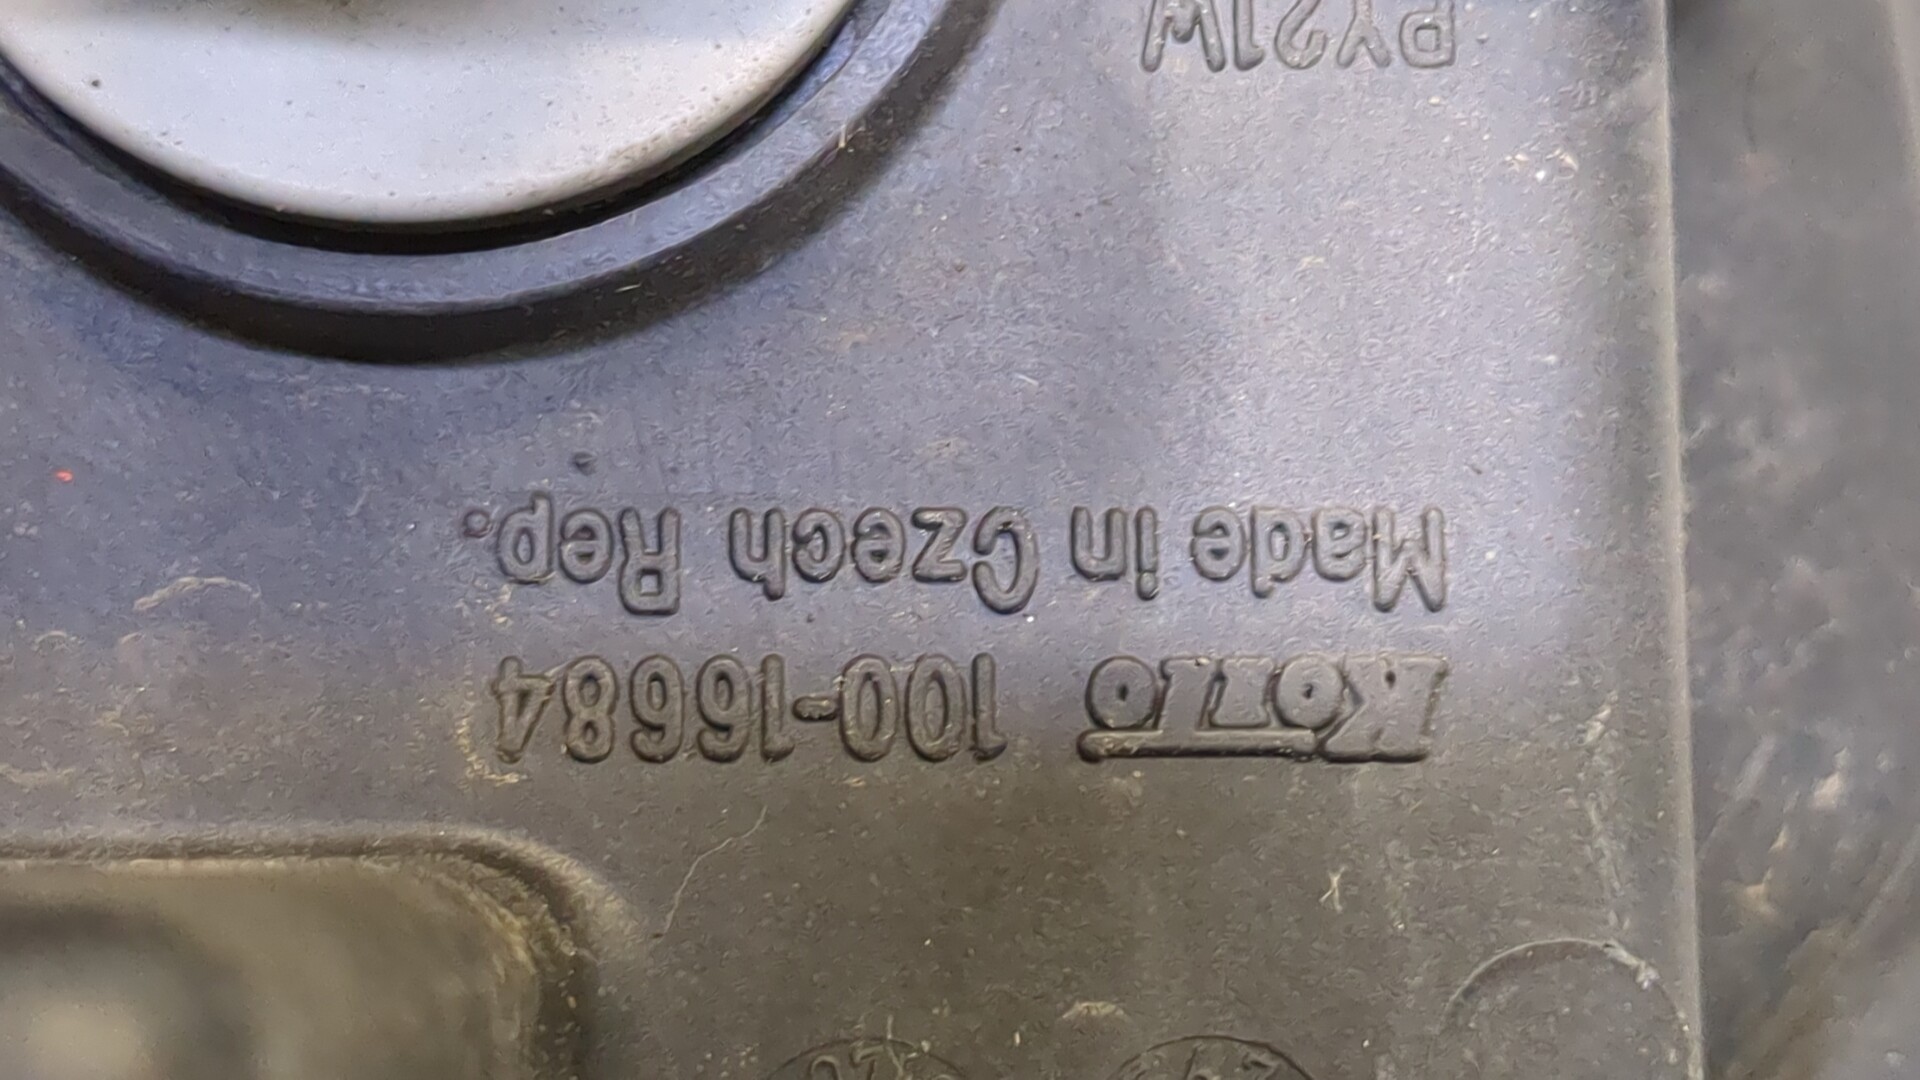 KOITO 100-16684
Made in Czech Rep.
PY21W